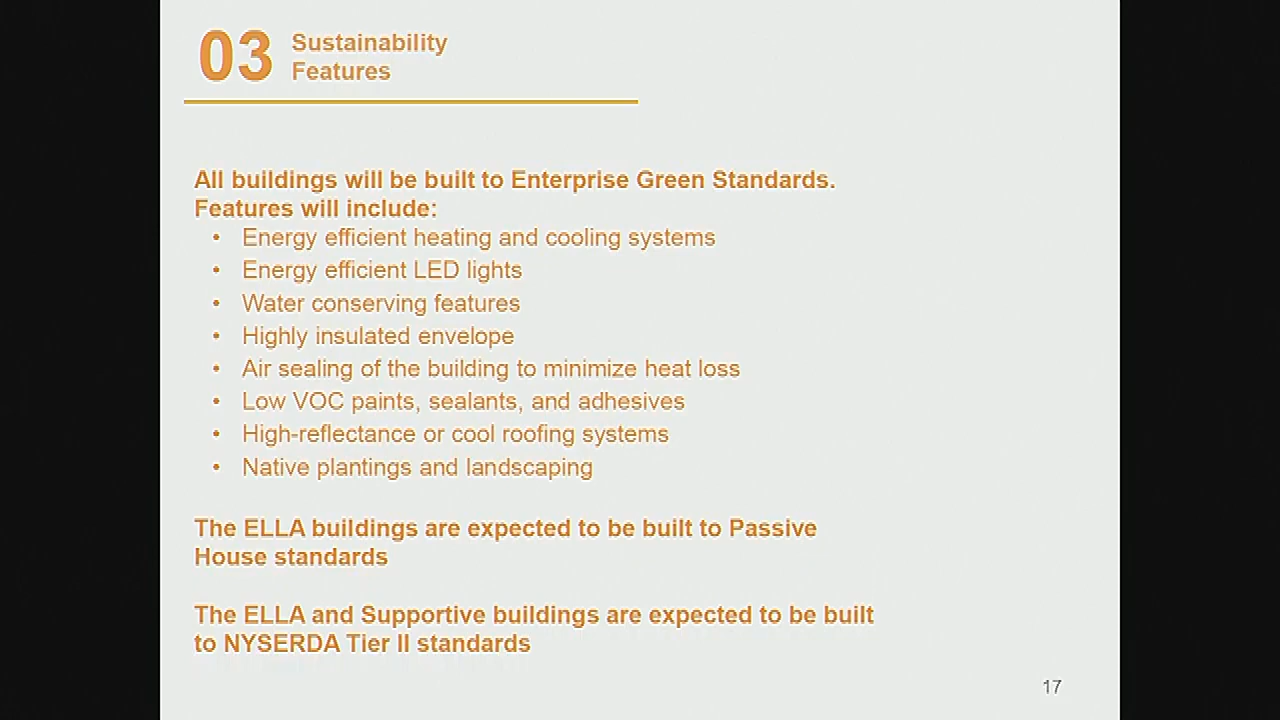 03 Sustainability
Features
All buildings will be built to Enterprise Green Standards.
Features will include:
• Energy efficient heating and cooling systems
• Energy efficient LED lights
• Water conserving features
• Highly insulated envelope
• Air sealing of the building to minimize heat loss
• Low VOC paints, sealants, and adhesives
• High-reflectance or cool roofing systems
• Native plantings and landscaping
The ELLA buildings are expected to be built to Passive
House standards
The ELLA and Supportive buildings are expected to be built
to NYSERDA Tier II standards
17